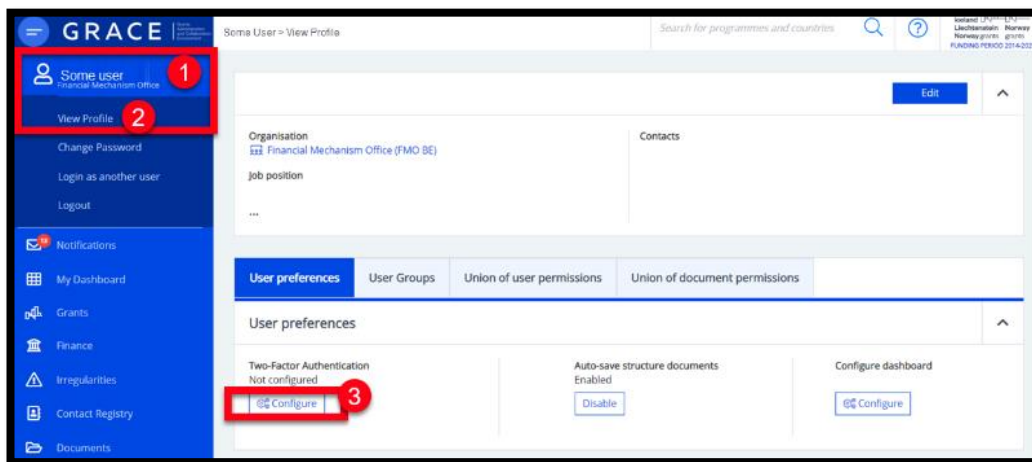 GRACE
Some User > View Profile
Search for programmes and countries
?
Iceland
Liechtenstein Norway
Norway grants grants
FUNDING PERIOD 2014-202
Some user
Financial Mechanism Office
1
View Profile
2
Change Password
Login as another user
Logout
Notifications
My Dashboard
Grants
Finance
Irregularities
Contact Registry
Documents
Edit
Organisation
Financial Mechanism Office (FMO BE)
Job position
...
Contacts
User preferences
User Groups
Union of user permissions
Union of document permissions
User preferences
Two-Factor Authentication
Not configured
Configure
3
Auto-save structure documents
Enabled
Disable
Configure dashboard
Configure